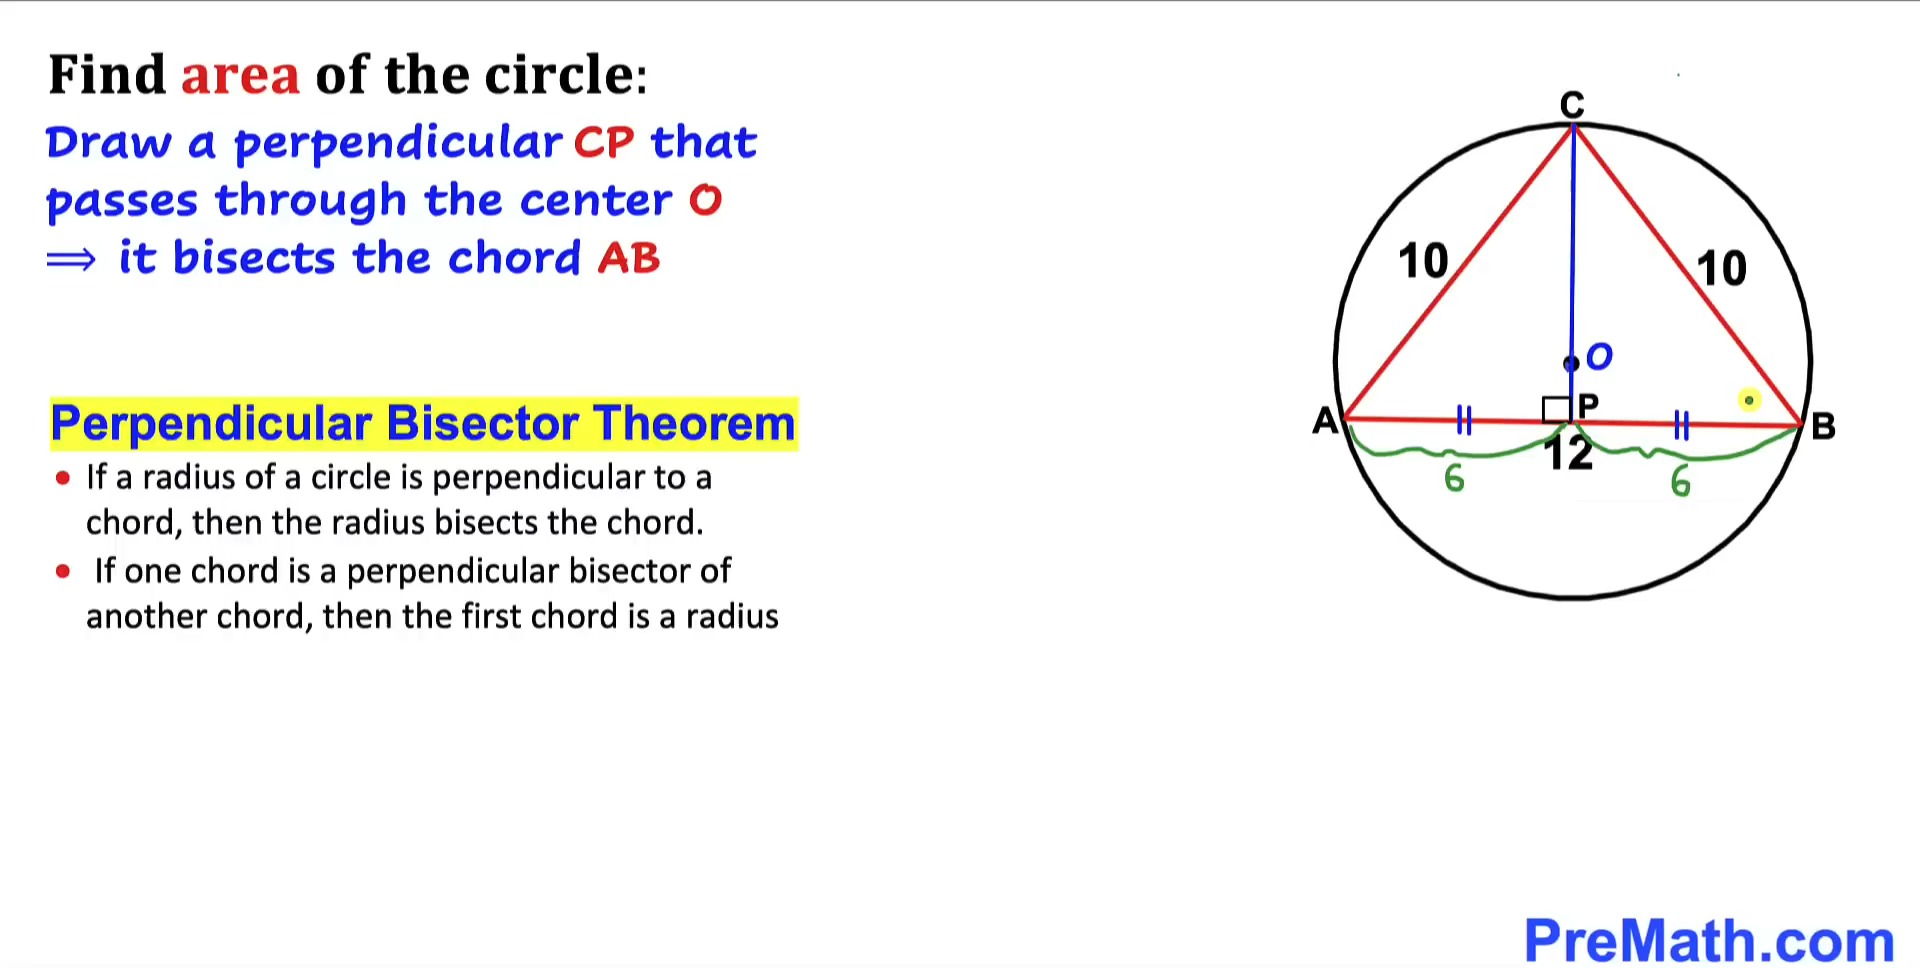 Find area of the circle:
Draw a perpendicular CP that
passes through the center O
⟹ it bisects the chord AB
Perpendicular Bisector Theorem
• If a radius of a circle is perpendicular to a
chord, then the radius bisects the chord.
• If one chord is a perpendicular bisector of
another chord, then the first chord is a radius
C
10
10
O
A
P
B
12
6
6
PreMath.com